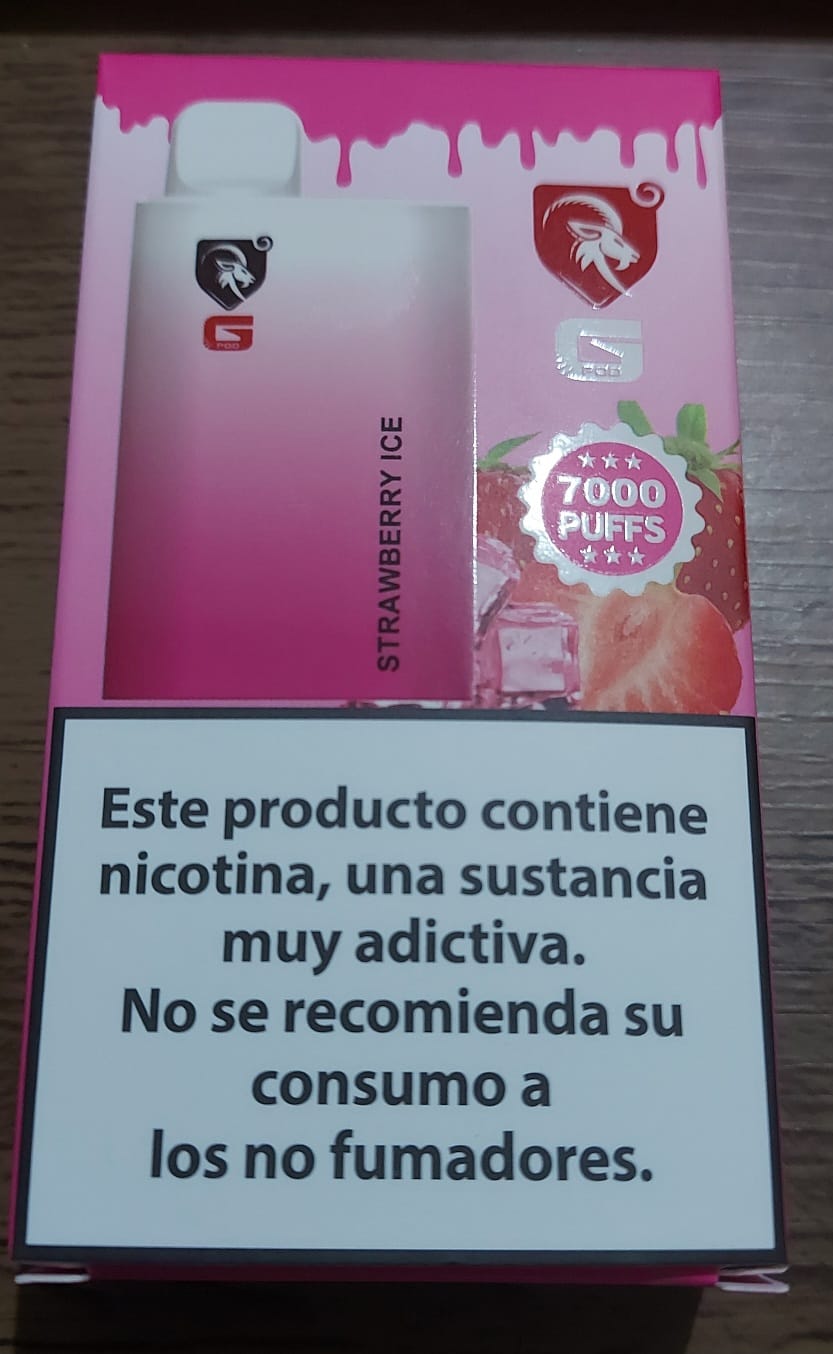 G
POD
STRAWBERRY ICE
G
POD
7000
PUFFS
Este producto contiene
nicotina, una sustancia
muy adictiva.
No se recomienda su
consumo a
los no fumadores.